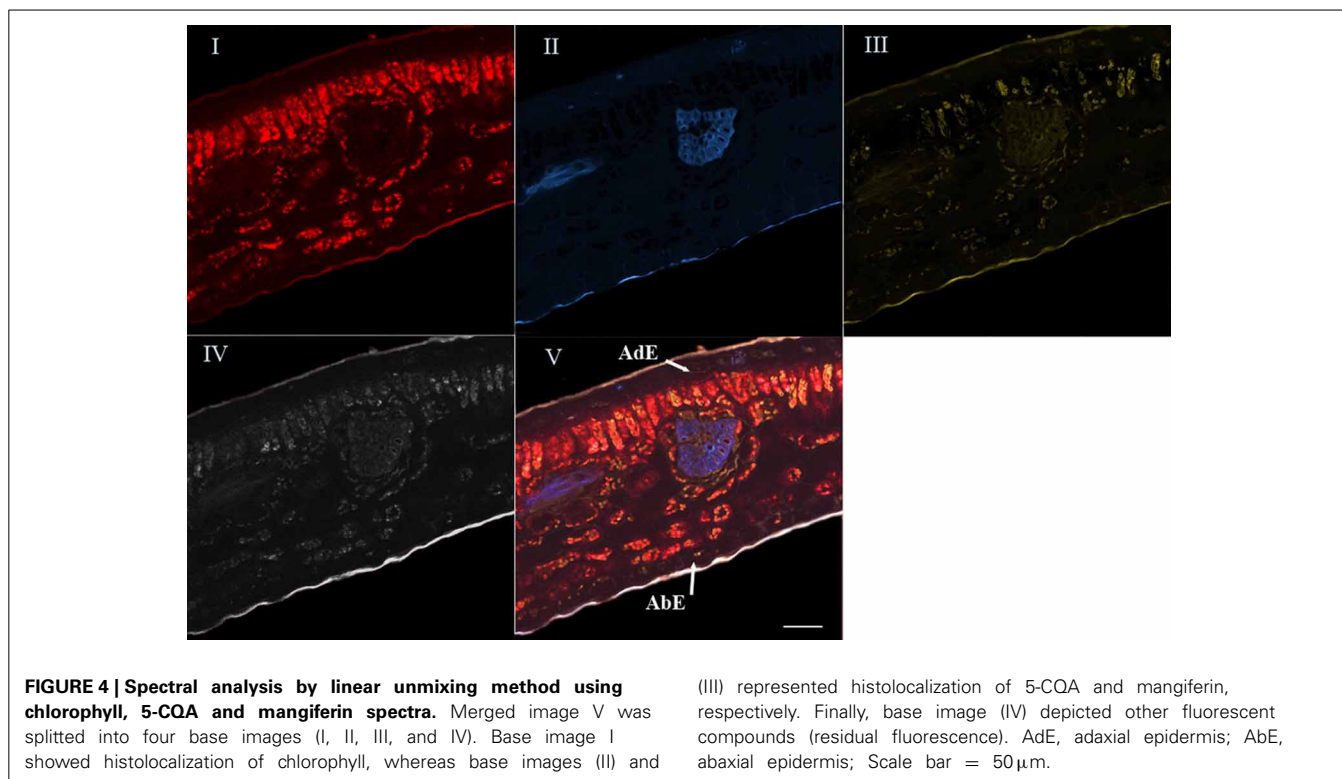 I
II
III
IV
V
AdE
AbE
FIGURE 4 | Spectral analysis by linear unmixing method using
chlorophyll, 5-CQA and mangiferin spectra. Merged image V was
splitted into four base images (I, II, III, and IV). Base image I
showed histolocalization of chlorophyll, whereas base images (II) and
(III) represented histolocalization of 5-CQA and mangiferin,
respectively. Finally, base image (IV) depicted other fluorescent
compounds (residual fluorescence). AdE, adaxial epidermis; AbE,
abaxial epidermis; Scale bar = 50 μm.